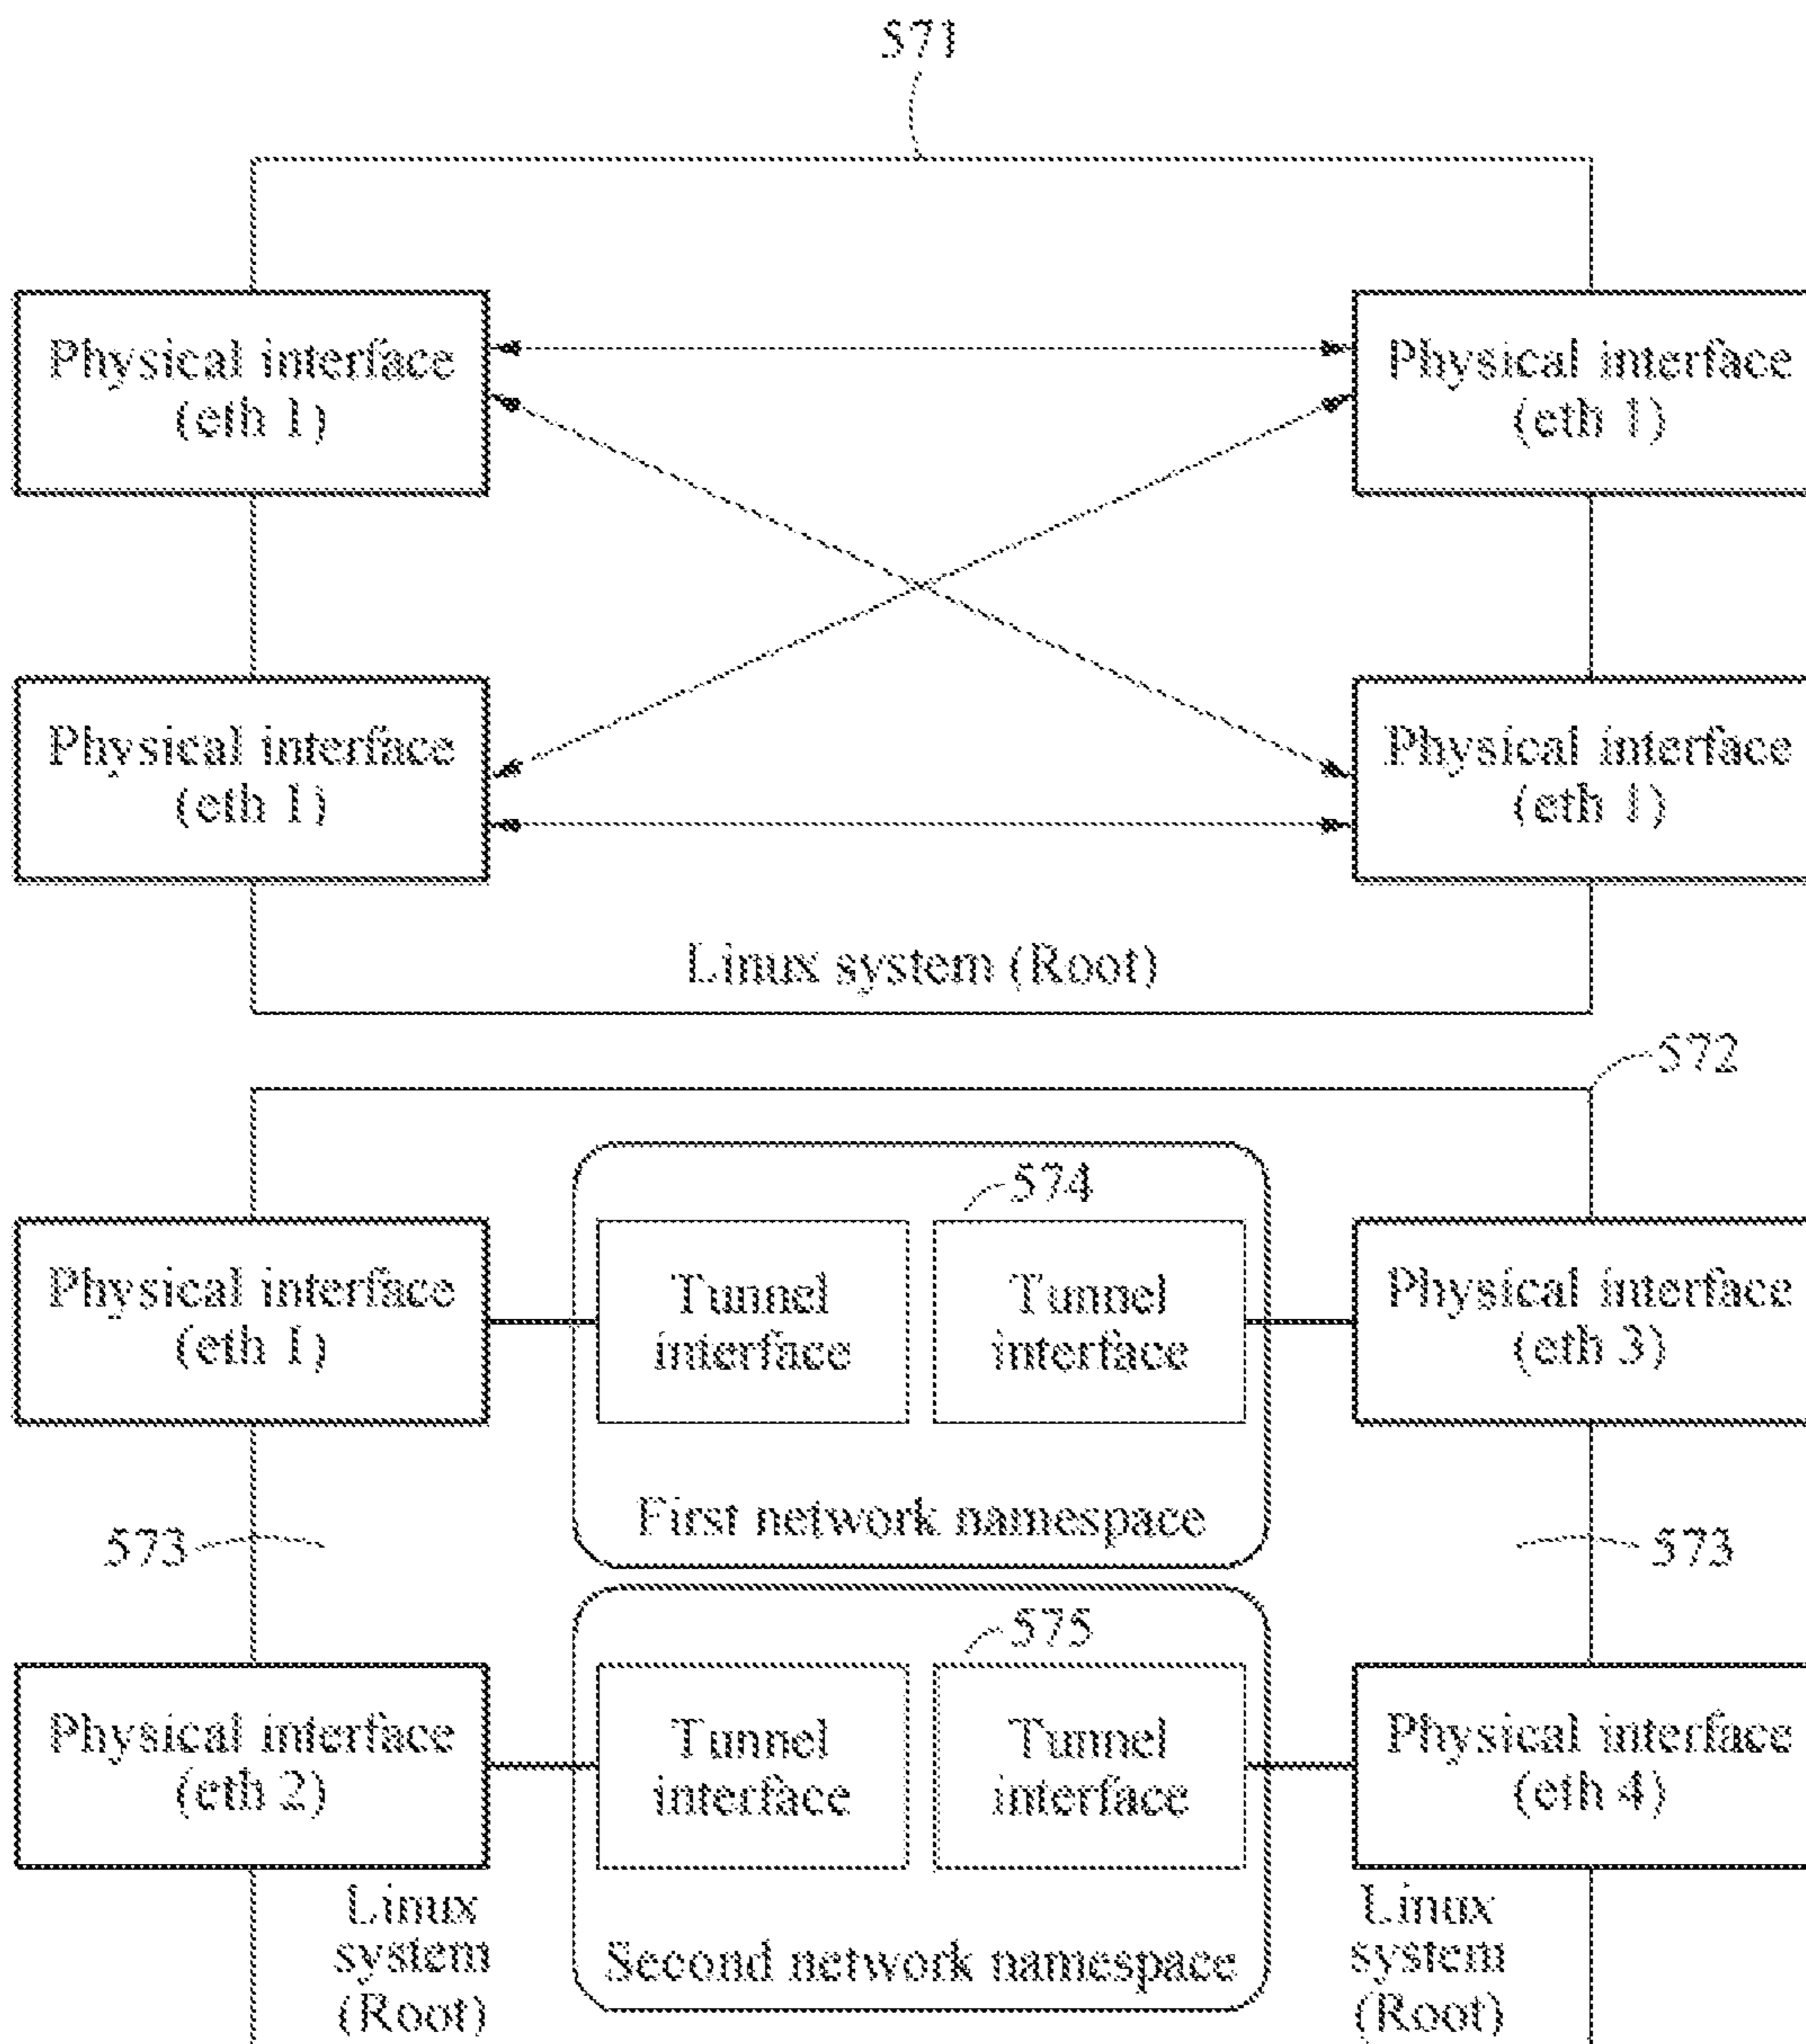 571
Physical interface
(eth 1)
Physical interface
(eth 1)
Physical interface
(eth 1)
Physical interface
(eth 1)
Linux system (Root)
572
574
Physical interface
(eth 1)
Tunnel
interface
Tunnel
interface
Physical interface
(eth 3)
First network namespace
573
573
575
Physical interface
(eth 2)
Tunnel
interface
Tunnel
interface
Physical interface
(eth 4)
Linux
system
(Root)
Second network namespace
Linux
system
(Root)